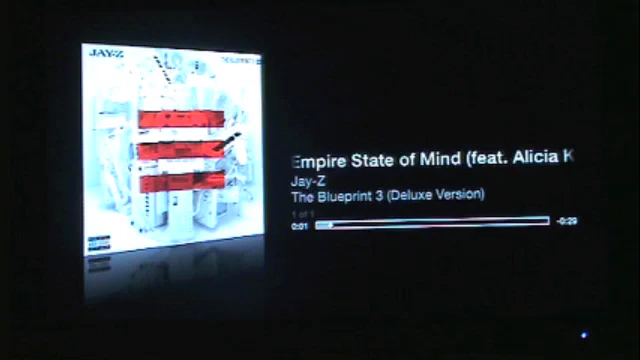 JAY-Z
Empire State of Mind (feat. Alicia K
Jay-Z
The Blueprint 3 (Deluxe Version)
1 of 1
0:01
-0:29